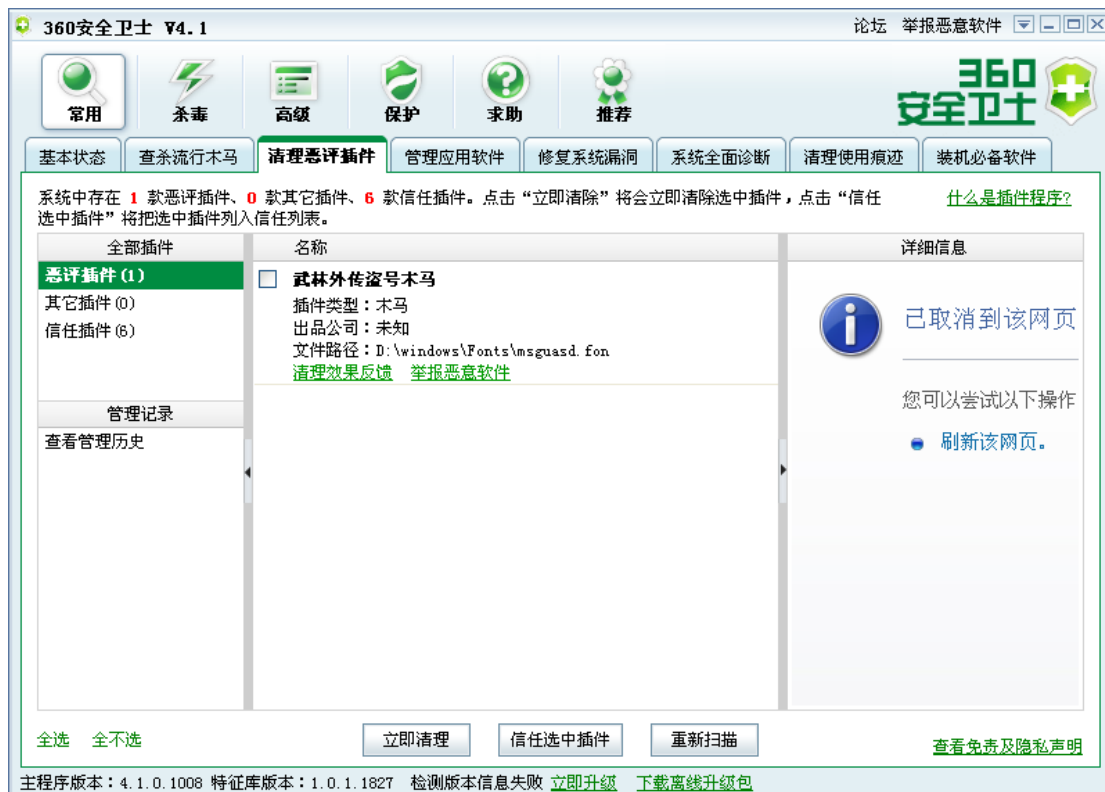 360安全卫士 V4.1
论坛 举报恶意软件
常用 杀毒 高级 保护 求助 推荐
360
安全卫士
基本状态 查杀流行木马 清理恶评插件 管理应用软件 修复系统漏洞 系统全面诊断 清理使用痕迹 装机必备软件
系统中存在 1 款恶评插件、0 款其它插件、6 款信任插件。点击“立即清除”将会立即清除选中插件，点击“信任
选中插件”将把选中插件列入信任列表。
什么是插件程序?
全部插件 名称 详细信息
恶评插件(1)
其它插件(0)
信任插件(6)
管理记录
查看管理历史
武林外传盗号木马
插件类型：木马
出品公司：未知
文件路径：D:\windows\Fonts\msguasd.fon
清理效果反馈 举报恶意软件
已取消到该网页
您可以尝试以下操作
刷新该网页。
全选 全不选 立即清理 信任选中插件 重新扫描 查看免责及隐私声明
主程序版本：4.1.0.1008 特征库版本：1.0.1.1827 检测版本信息失败 立即升级 下载离线升级包